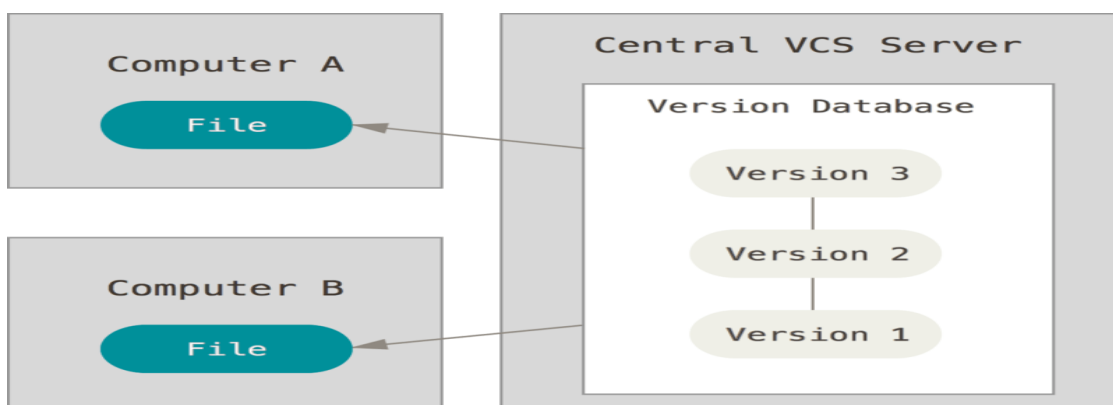 Computer A
File
Computer B
File
Central VCS Server
Version Database
Version 3
Version 2
Version 1